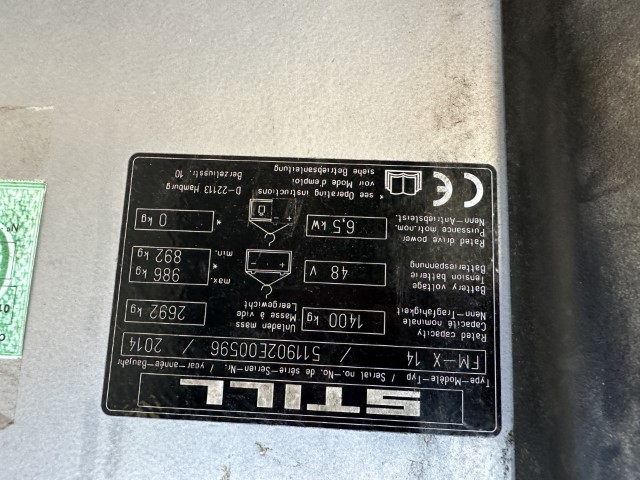 STILL
Type-Modèle-Typ / Serial no.-No. de série-Serien-Nr. / year-année-Baujahr
FM-X 14 / 511902E00596 / 2014
Rated capacity
Capacité nominale
Nenn-Tragfähigkeit
1400 kg
Unladen mass
Masse à vide
Leergewicht
2692 kg
Battery voltage
Tension batterie
Batteriespannung
48 V
max. 986 kg
min. 892 kg
*
Rated drive power
Puissance motr.nom.
Nenn-Antriebsleist.
6,5 kW
* 0 kg
CE
* see Operating instructions
voir Mode d'emploi
siehe Betriebsanleitung
Berzeliusstr. 10
D-22113 Hamburg